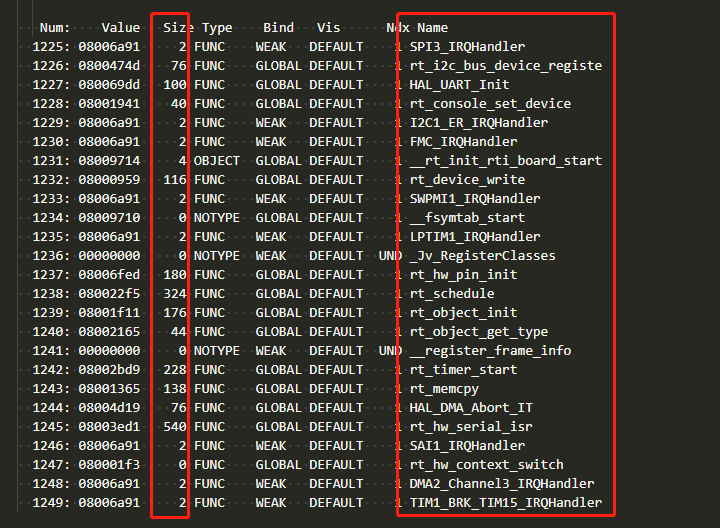 Num: Value Size Type Bind Vis Ndx Name
1225: 08006a91 2 FUNC WEAK DEFAULT 1 SPI3_IRQHandler
1226: 0800474d 76 FUNC GLOBAL DEFAULT 1 rt_i2c_bus_device_registe
1227: 080069dd 100 FUNC GLOBAL DEFAULT 1 HAL_UART_Init
1228: 08001941 40 FUNC GLOBAL DEFAULT 1 rt_console_set_device
1229: 08006a91 2 FUNC WEAK DEFAULT 1 I2C1_ER_IRQHandler
1230: 08006a91 2 FUNC WEAK DEFAULT 1 FMC_IRQHandler
1231: 08009714 4 OBJECT GLOBAL DEFAULT 1 __rt_init_rti_board_start
1232: 08000959 116 FUNC GLOBAL DEFAULT 1 rt_device_write
1233: 08006a91 2 FUNC WEAK DEFAULT 1 SWPMI1_IRQHandler
1234: 08009710 0 NOTYPE GLOBAL DEFAULT 1 __fsymtab_start
1235: 08006a91 2 FUNC WEAK DEFAULT 1 LPTIM1_IRQHandler
1236: 00000000 0 NOTYPE WEAK DEFAULT UND _Jv_RegisterClasses
1237: 08006fed 180 FUNC GLOBAL DEFAULT 1 rt_hw_pin_init
1238: 080022f5 324 FUNC GLOBAL DEFAULT 1 rt_schedule
1239: 08001f11 176 FUNC GLOBAL DEFAULT 1 rt_object_init
1240: 08002165 44 FUNC GLOBAL DEFAULT 1 rt_object_get_type
1241: 00000000 0 NOTYPE WEAK DEFAULT UND __register_frame_info
1242: 08002bd9 228 FUNC GLOBAL DEFAULT 1 rt_timer_start
1243: 08001365 138 FUNC GLOBAL DEFAULT 1 rt_memcpy
1244: 08004d19 76 FUNC GLOBAL DEFAULT 1 HAL_DMA_Abort_IT
1245: 08003ed1 540 FUNC GLOBAL DEFAULT 1 rt_hw_serial_isr
1246: 08006a91 2 FUNC WEAK DEFAULT 1 SAI1_IRQHandler
1247: 080001f3 0 FUNC GLOBAL DEFAULT 1 rt_hw_context_switch
1248: 08006a91 2 FUNC WEAK DEFAULT 1 DMA2_Channel3_IRQHandler
1249: 08006a91 2 FUNC WEAK DEFAULT 1 TIM1_BRK_TIM15_IRQHandler